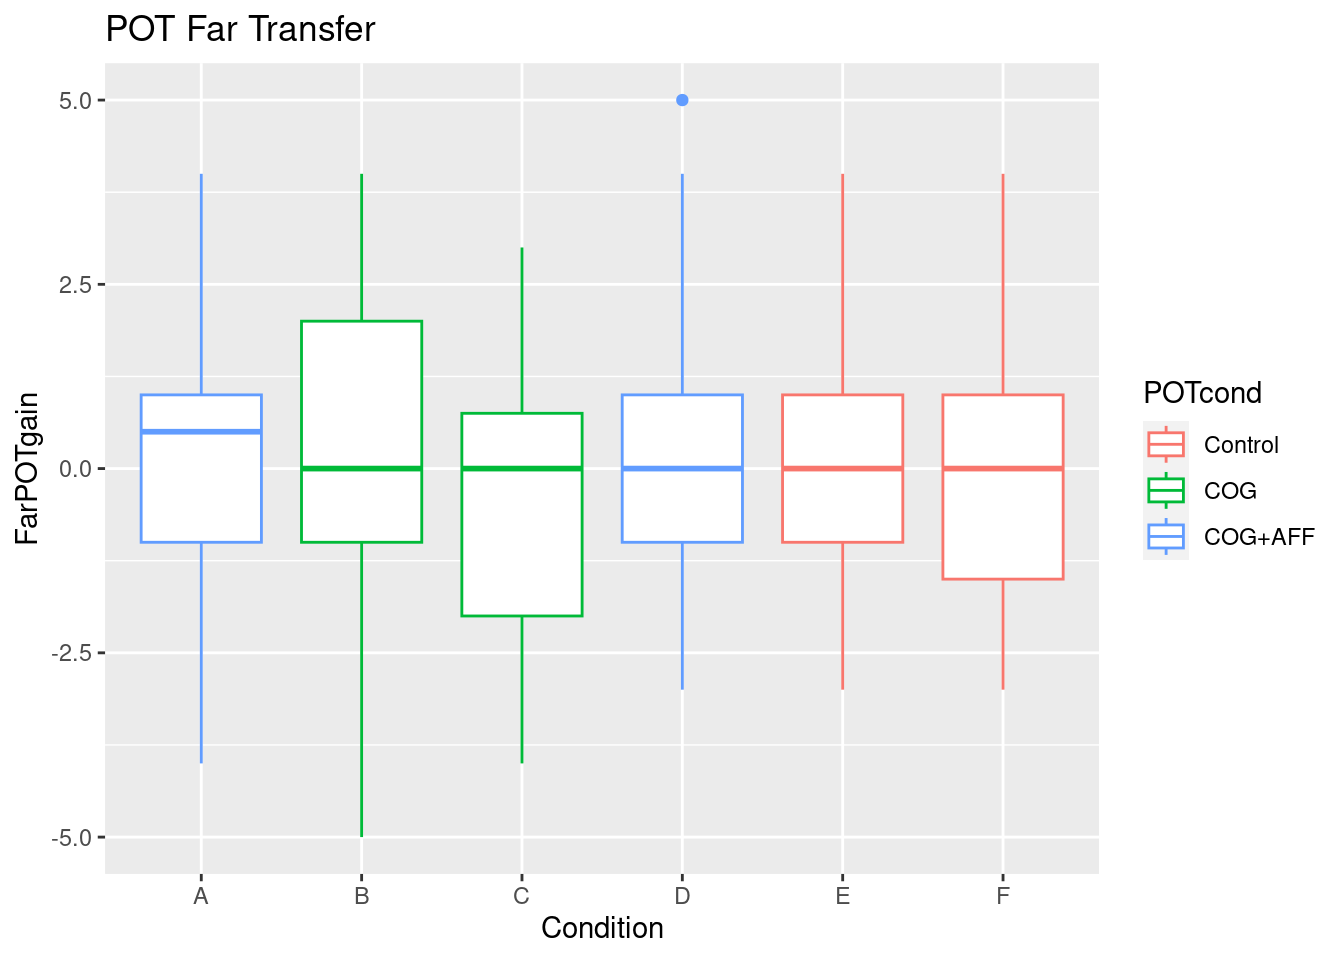 POT Far Transfer
5.0
2.5
0.0
-2.5
-5.0
FarPOTgain
A B C D E F
Condition
POTcond
Control
COG
COG+AFF